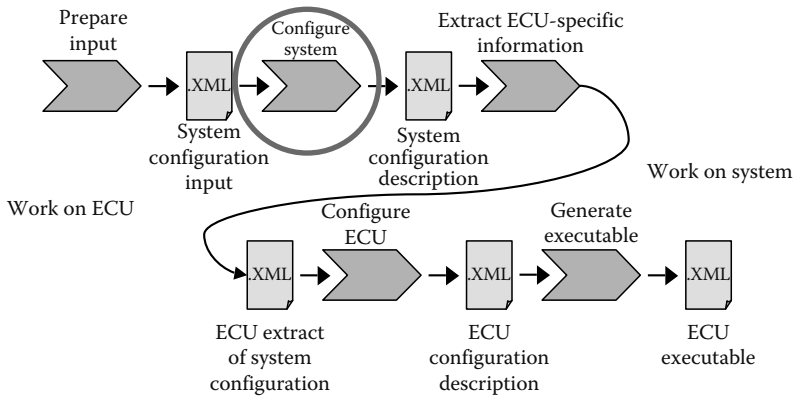 Prepare
input
Configure
system
Extract ECU-specific
information
.XML
.XML
System
configuration
input
System
configuration
description
Work on system
Work on ECU
Configure
ECU
Generate
executable
.XML
.XML
.XML
ECU extract
of system
configuration
ECU
configuration
description
ECU
executable